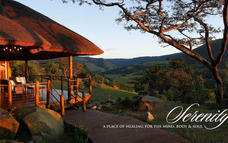 Serenity
A PLACE OF HEALING FOR THE MIND, BODY & SOUL